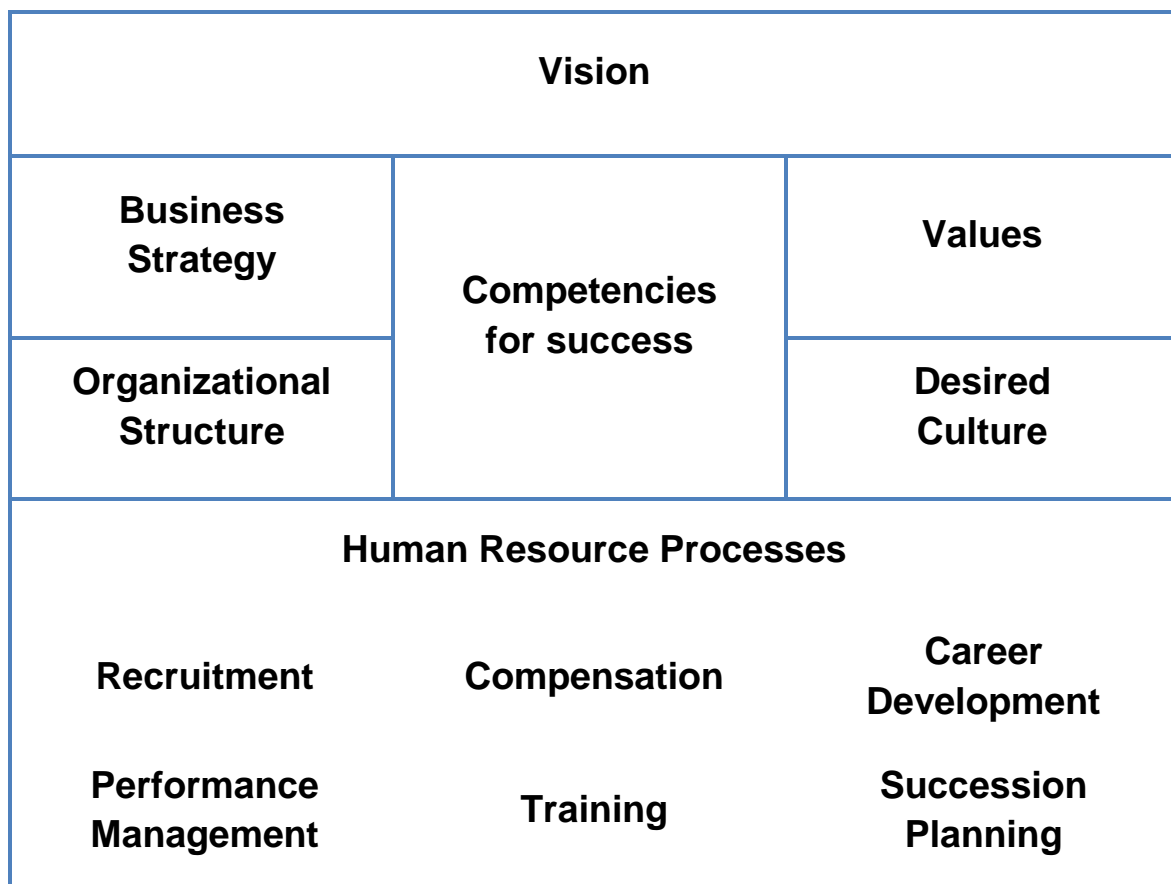 Vision
Business
Strategy
Competencies
for success
Values
Organizational
Structure
Desired
Culture
Human Resource Processes
Recruitment
Compensation
Career
Development
Performance
Management
Training
Succession
Planning